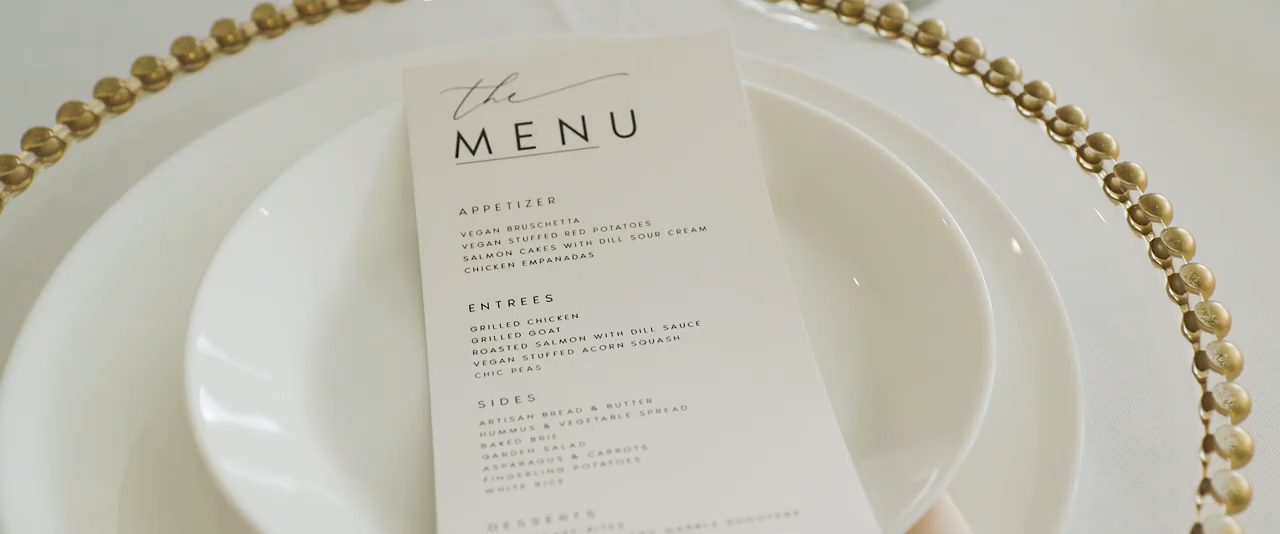 the
MENU
APPETIZER
VEGAN BRUSCHETTA
VEGAN STUFFED RED POTATOES
SALMON CAKES WITH DILL SOUR CREAM
CHICKEN EMPANADAS
ENTREES
GRILLED CHICKEN
GRILLED GOAT
ROASTED SALMON WITH DILL SAUCE
VEGAN STUFFED ACORN SQUASH
CHIC PEAS
SIDES
ARTISAN BREAD & BUTTER
HUMMUS & VEGETABLE SPREAD
BAKED BRIE
GARDEN SALAD
ASPARAGUS & CARROTS
FINGERLING POTATOES
WHITE RICE
DESSERTS
BITES